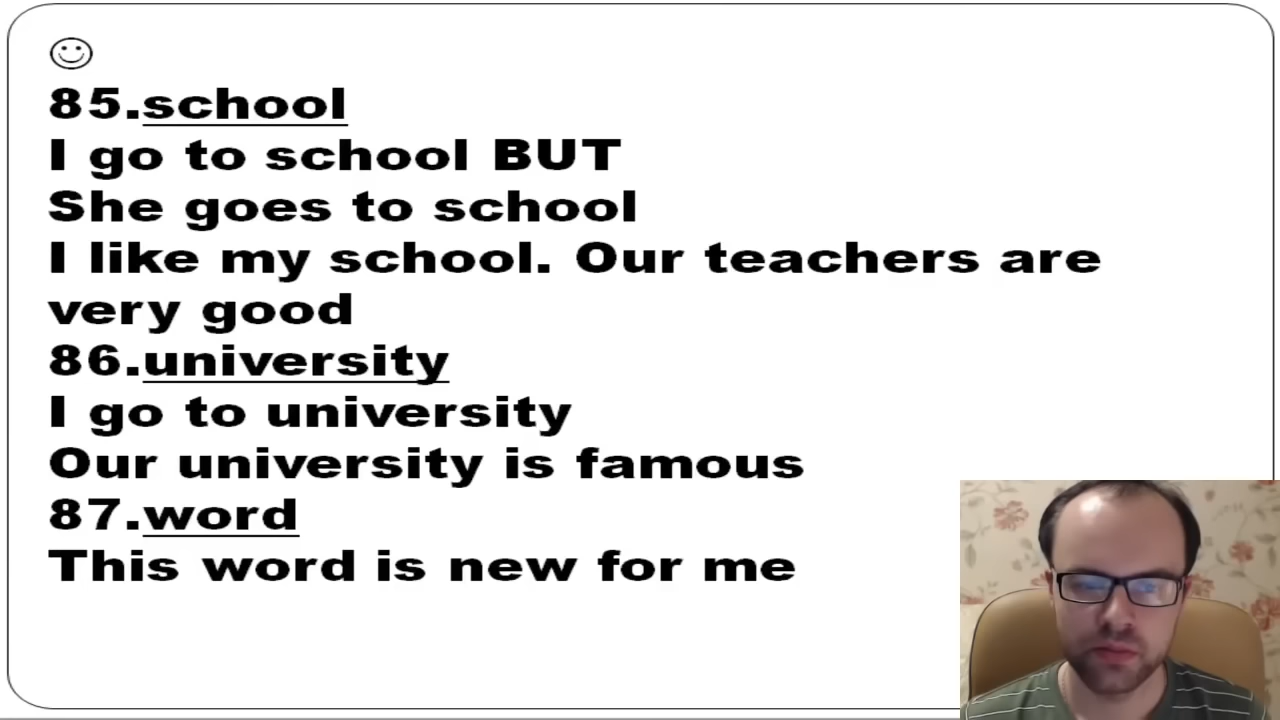 85.school
I go to school BUT
She goes to school
I like my school. Our teachers are
very good
86.university
I go to university
Our university is famous
87.word
This word is new for me